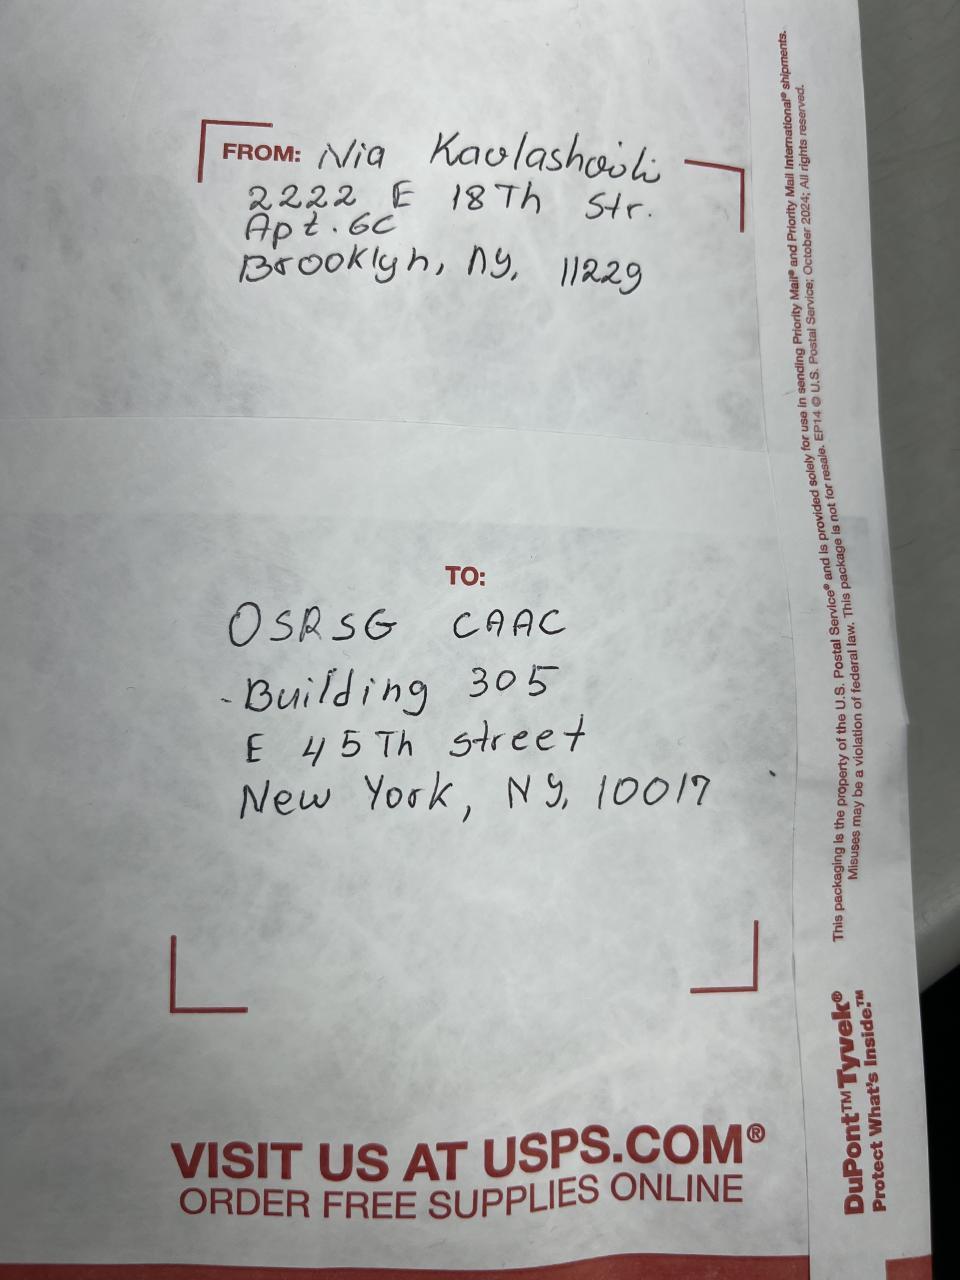 FROM: Nia Kavlashvili
2222 E 18Th Str.
Apt. 6C
Brooklyn, NY, 11229
TO:
OSRSG CAAC
- Building 305
E 45Th street
New York, NY, 10017
VISIT US AT USPS.COM®
ORDER FREE SUPPLIES ONLINE
This packaging is the property of the U.S. Postal Service® and is provided solely for use in sending Priority Mail® and Priority Mail International® shipments.
Misuses may be a violation of federal law. This package is not for resale. EP14 © U.S. Postal Service; October 2024; All rights reserved.
DuPont™ Tyvek®
Protect What's Inside.™